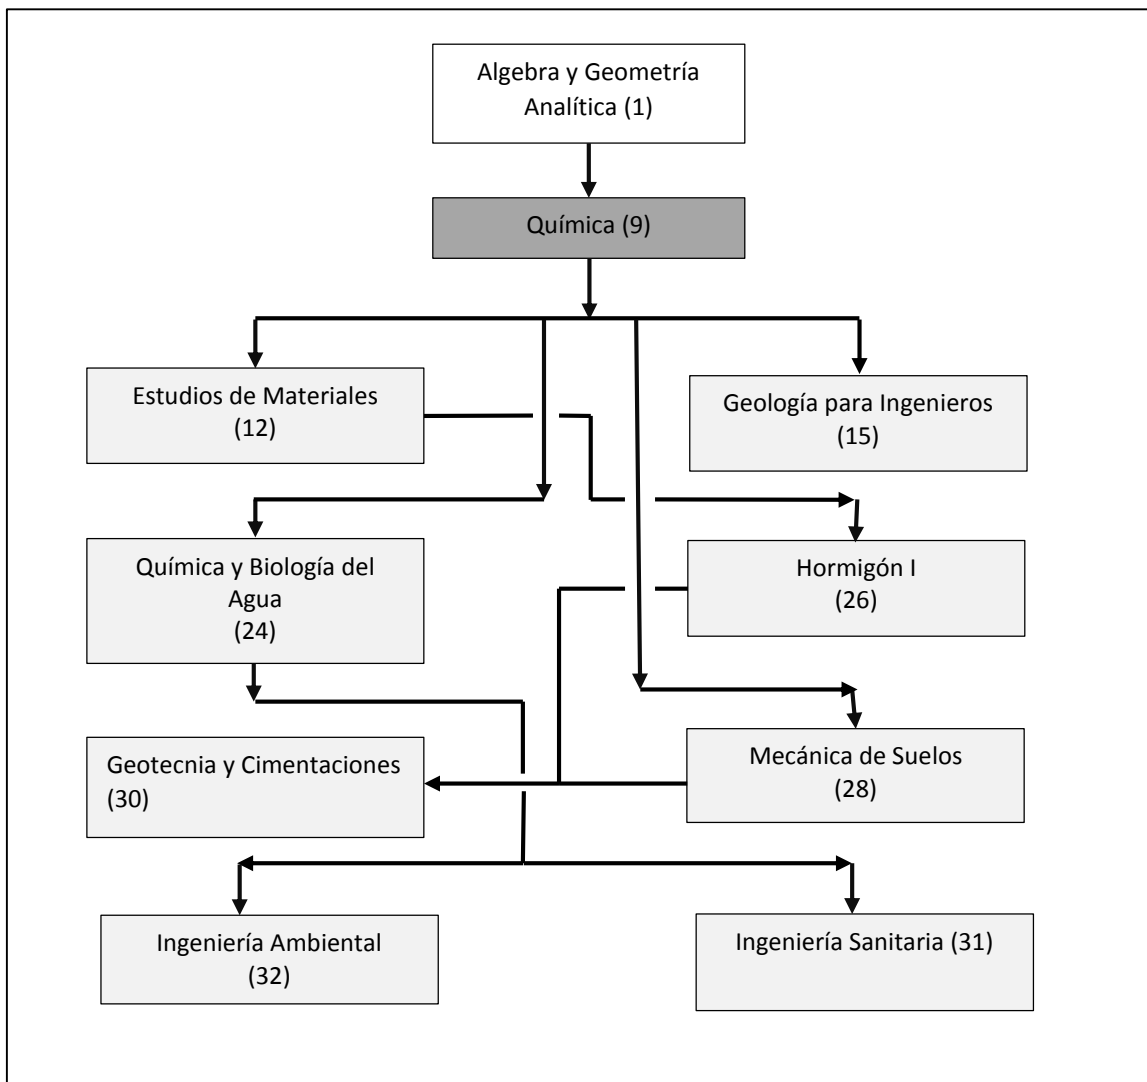 Algebra y Geometría
Analítica (1)
Química (9)
Estudios de Materiales
(12)
Geología para Ingenieros
(15)
Química y Biología del
Agua
(24)
Hormigón I
(26)
Geotecnia y Cimentaciones
(30)
Mecánica de Suelos
(28)
Ingeniería Ambiental
(32)
Ingeniería Sanitaria (31)